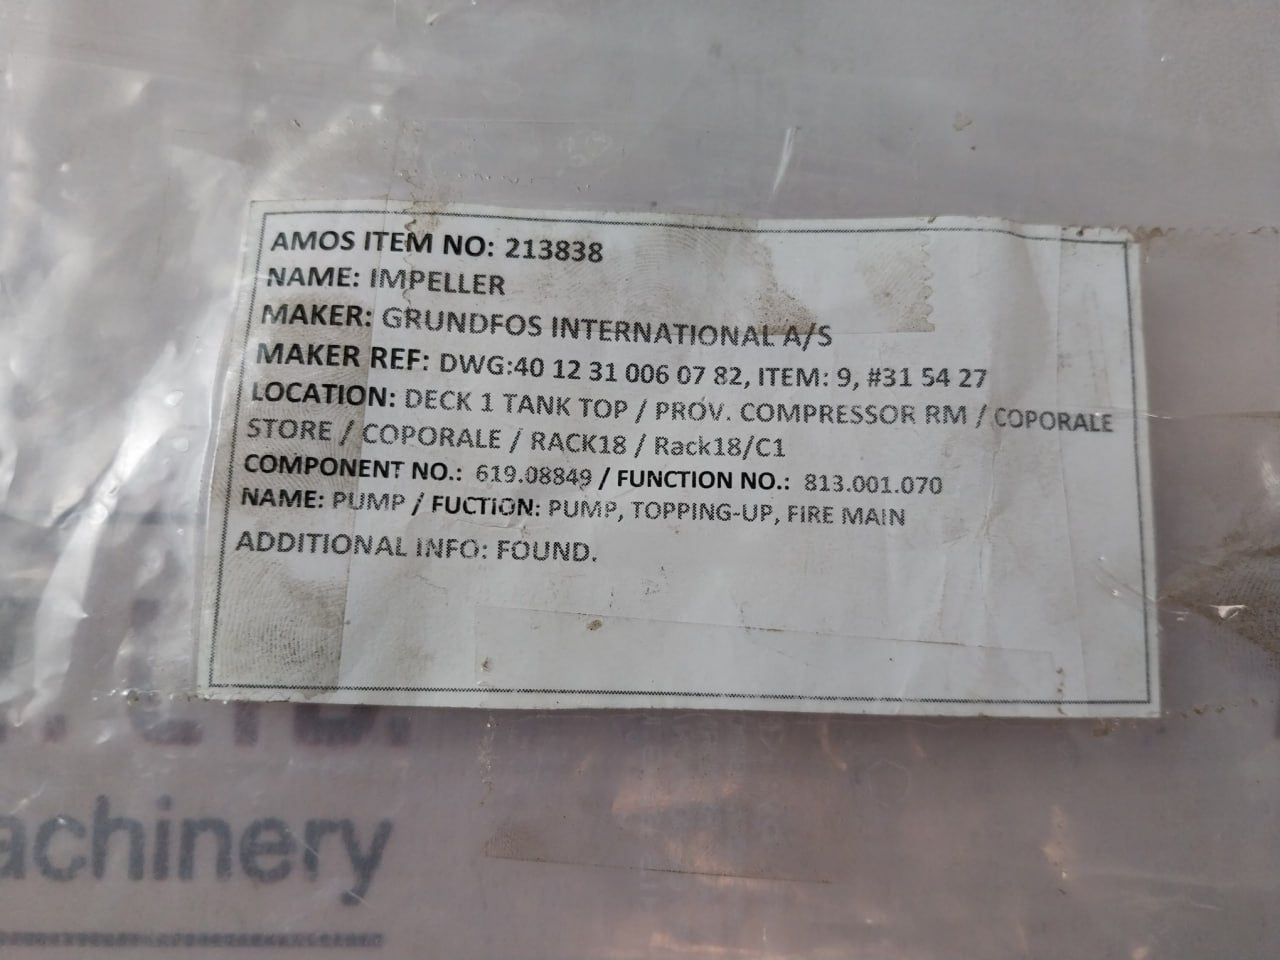 AMOS ITEM NO: 213838
NAME: IMPELLER
MAKER: GRUNDFOS INTERNATIONAL A/S
MAKER REF: DWG:40 12 31 006 07 82, ITEM: 9, #31 54 27
LOCATION: DECK 1 TANK TOP / PROV. COMPRESSOR RM / COPORALE
STORE / COPORALE / RACK18 / Rack18/C1
COMPONENT NO.: 619.08849 / FUNCTION NO.: 813.001.070
NAME: PUMP / FUCTION: PUMP, TOPPING-UP, FIRE MAIN
ADDITIONAL INFO: FOUND.
LTD.
achinery